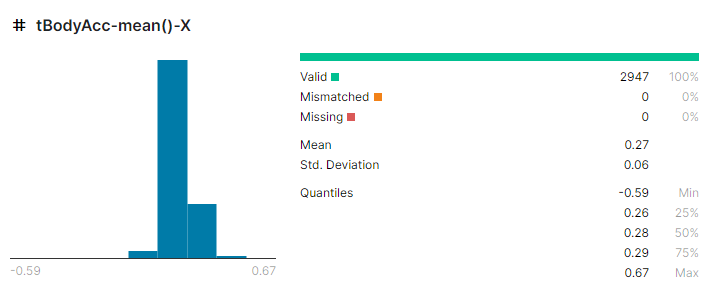 # tBodyAcc-mean()-X
Valid 2947 100%
Mismatched 0 0%
Missing 0 0%
Mean 0.27
Std. Deviation 0.06
Quantiles -0.59 Min
0.26 25%
0.28 50%
0.29 75%
0.67 Max
-0.59 0.67